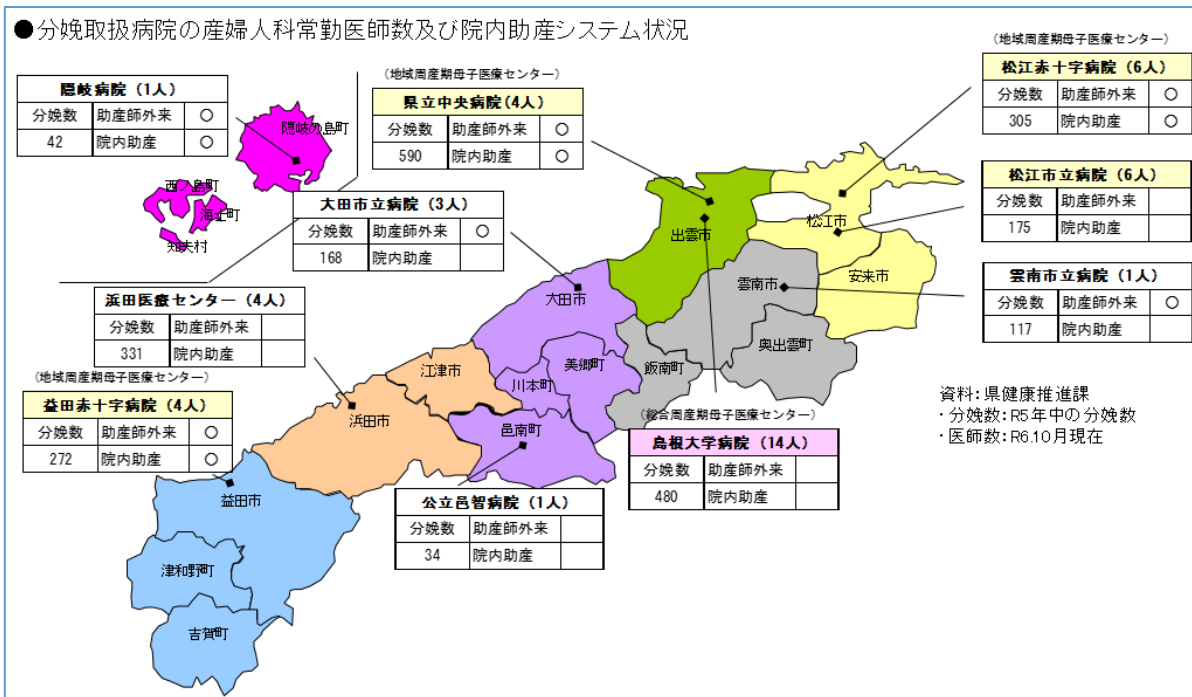 ●分娩取扱病院の産婦人科常勤医師数及び院内助産システム状況
隠岐病院（1人）
分娩数 助産師外来 ○
42 院内助産 ○
（地域周産期母子医療センター）
県立中央病院（4人）
分娩数 助産師外来 ○
590 院内助産 ○
（地域周産期母子医療センター）
松江赤十字病院（6人）
分娩数 助産師外来 ○
305 院内助産 ○
松江市立病院（6人）
分娩数 助産師外来
175 院内助産
大田市立病院（3人）
分娩数 助産師外来 ○
168 院内助産
雲南市立病院（1人）
分娩数 助産師外来 ○
117 院内助産
浜田医療センター（4人）
分娩数 助産師外来
331 院内助産
（地域周産期母子医療センター）
益田赤十字病院（4人）
分娩数 助産師外来 ○
272 院内助産 ○
（総合周産期母子医療センター）
島根大学病院（14人）
分娩数 助産師外来
480 院内助産
公立邑智病院（1人）
分娩数 助産師外来
34 院内助産
隠岐の島町
西ノ島町
海士町
知夫村
松江市
出雲市
安来市
雲南市
奥出雲町
飯南町
大田市
美郷町
川本町
邑南町
江津市
浜田市
益田市
津和野町
吉賀町
資料：県健康推進課
・分娩数：R5年中の分娩数
・医師数：R6.10月現在